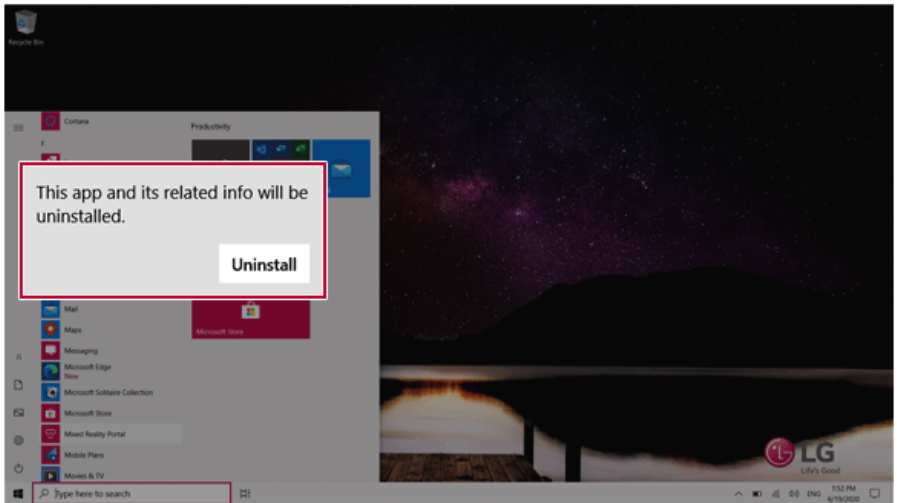 Recycle Bin
Cortana
Productivity
F
This app and its related info will be
uninstalled.
Uninstall
Mail
Maps
Microsoft Store
Messaging
Microsoft Edge
New
Microsoft Solitaire Collection
Microsoft Store
Mixed Reality Portal
Mobile Plans
Movies & TV
LG
Life's Good
Type here to search
ENG
1:52 PM
6/19/2020